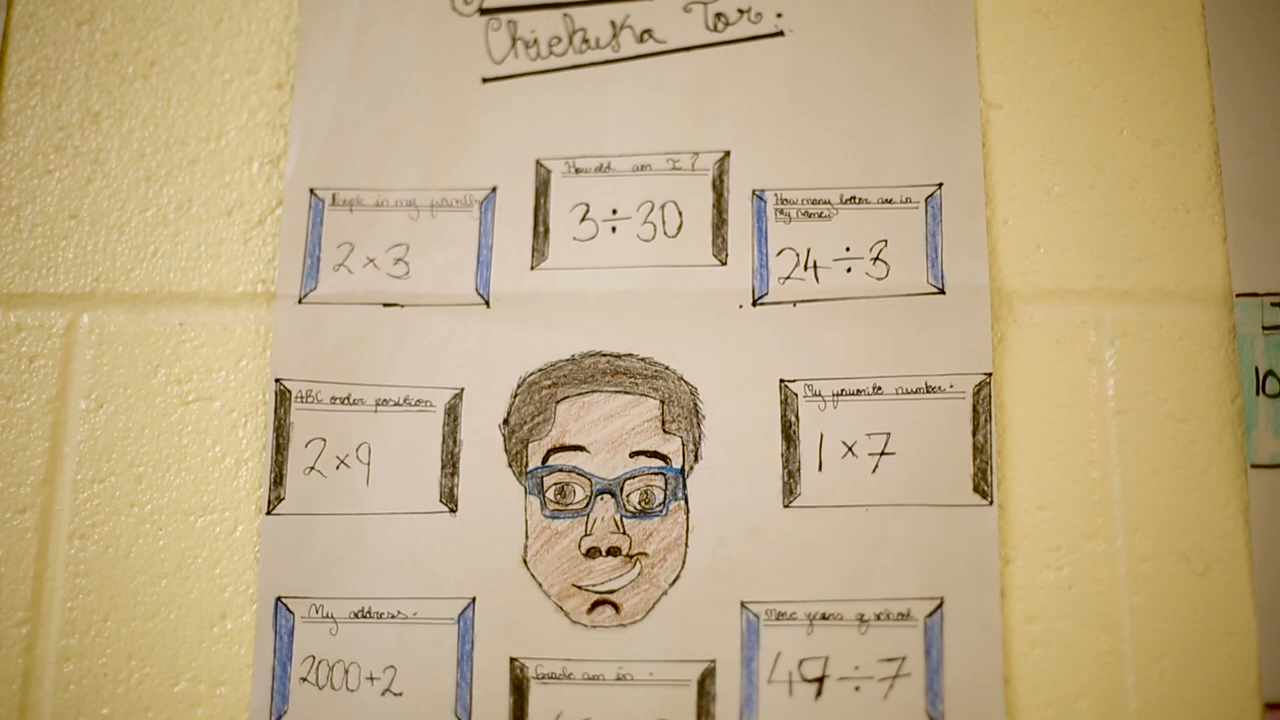 Chiebuka Tor:
How old am I?
3÷30
People in my family
2×3
How many letter are in
My name.
24÷3
ABC order position
2×9
My favorite number.
1×7
My address.
2000+2
Grade am in.
More years of school
49÷7
10